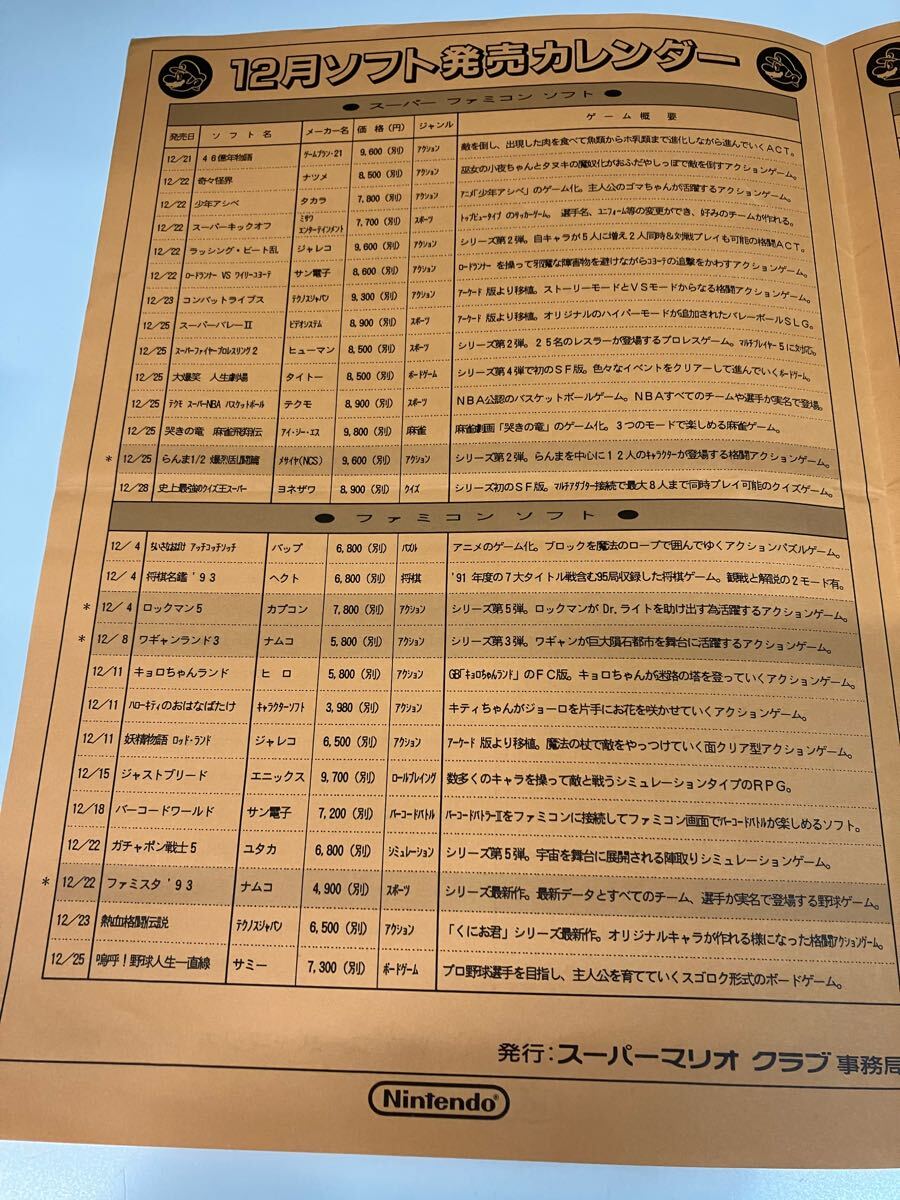 12月ソフト発売カレンダー
● スーパー ファミコン ソフト ●
発売日 ソフト名 メーカー名 価格(円) ジャンル ゲーム概要
12/21 46億年物語 ゲームプラン・21 9,600(別) アクション 敵を倒し、出現した肉を食べて魚類からホ乳類まで進化しながら進んでいくACT。
12/22 奇々怪界 ナツメ 8,500(別) アクション 巫女の小夜ちゃんとタヌキの魔奴化がおふだやしっぽで敵を倒すアクションゲーム。
12/22 少年アシベ タカラ 7,800(別) アクション アニメ「少年アシベ」のゲーム化。主人公のゴマちゃんが活躍するアクションゲーム。
12/22 スーパーキックオフ ミサワエンターテインメント 7,700(別) スポーツ トップビュータイプのサッカーゲーム。選手名、ユニフォーム等の変更ができ、好みのチームが作れる。
12/22 ラッシング・ビート乱 ジャレコ 9,600(別) アクション シリーズ第2弾。自キャラが5人に増え2人同時&対戦プレイも可能の格闘ACT。
12/22 ロードランナー VS ワイリーコヨーテ サン電子 8,600(別) アクション ロードランナーを操って邪魔な障害物を避けながらコヨーテの追撃をかわすアクションゲーム。
12/23 コンバットライブス テクノスジャパン 9,300(別) アクション アーケード版より移植。ストーリーモードとVSモードからなる格闘アクションゲーム。
12/25 スーパーバレーⅡ ビデオシステム 8,900(別) スポーツ アーケード版より移植。オリジナルのハイパーモードが追加されたバレーボールSLG。
12/25 スーパーファイヤープロレスリング2 ヒューマン 8,500(別) スポーツ シリーズ第2弾。25名のレスラーが登場するプロレスゲーム。マルチプレイヤー5に対応。
12/25 大爆笑 人生劇場 タイトー 8,500(別) ボードゲーム シリーズ第4弾で初のSF版。色々なイベントをクリアーして進んでいくボードゲーム。
12/25 テクモ スーパーNBA バスケットボール テクモ 8,900(別) スポーツ NBA公認のバスケットボールゲーム。NBAすべてのチームや選手が実名で登場。
12/25 哭きの竜 麻雀飛翔伝 アイ・ジー・エス 9,800(別) 麻雀 麻雀劇画「哭きの竜」のゲーム化。3つのモードで楽しめる麻雀ゲーム。
* 12/25 らんま1/2 爆烈乱闘篇 メサイヤ(NCS) 9,600(別) アクション シリーズ第2弾。らんまを中心に12人のキャラクターが登場する格闘アクションゲーム。
12/28 史上最強のクイズ王スーパー ヨネザワ 8,900(別) クイズ シリーズ初のSF版。マルチアダプター接続で最大8人まで同時プレイ可能のクイズゲーム。
● ファミコン ソフト ●
12/4 ちいさなおばけ アッチコッチソッチ バップ 6,800(別) パズル アニメのゲーム化。ブロックを魔法のロープで囲んでゆくアクションパズルゲーム。
12/4 将棋名鑑'93 ヘクト 6,800(別) 将棋 '91年度の7大タイトル戦含む95局収録した将棋ゲーム。観戦と解説の2モード有。
* 12/4 ロックマン5 カプコン 7,800(別) アクション シリーズ第5弾。ロックマンがDr.ライトを助け出す為活躍するアクションゲーム。
* 12/8 ワギャンランド3 ナムコ 5,800(別) アクション シリーズ第3弾。ワギャンが巨大隕石都市を舞台に活躍するアクションゲーム。
12/11 キョロちゃんランド ヒロ 5,800(別) アクション GB「キョロちゃんランド」のFC版。キョロちゃんが迷路の塔を登っていくアクションゲーム。
12/11 ハローキティのおはなばたけ キャラクターソフト 3,980(別) アクション キティちゃんがジョーロを片手にお花を咲かせていくアクションゲーム。
12/11 妖精物語 ロッド・ランド ジャレコ 6,500(別) アクション アーケード版より移植。魔法の杖で敵をやっつけていく面クリア型アクションゲーム。
12/15 ジャストブリード エニックス 9,700(別) ロールプレイング 数多くのキャラを操って敵と戦うシミュレーションタイプのRPG。
12/18 バーコードワールド サン電子 7,200(別) バーコードバトル バーコードバトラーⅡをファミコンに接続してファミコン画面でバーコードバトルが楽しめるソフト。
12/22 ガチャポン戦士5 ユタカ 6,800(別) シミュレーション シリーズ第5弾。宇宙を舞台に展開される陣取りシミュレーションゲーム。
* 12/22 ファミスタ'93 ナムコ 4,900(別) スポーツ シリーズ最新作。最新データとすべてのチーム、選手が実名で登場する野球ゲーム。
12/23 熱血格闘伝説 テクノスジャパン 6,500(別) アクション 「くにお君」シリーズ最新作。オリジナルキャラが作れる様になった格闘アクションゲーム。
12/25 嗚呼!野球人生一直線 サミー 7,300(別) ボードゲーム プロ野球選手を目指し、主人公を育てていくスゴロク形式のボードゲーム。
発行:スーパーマリオ クラブ 事務局
Nintendo®